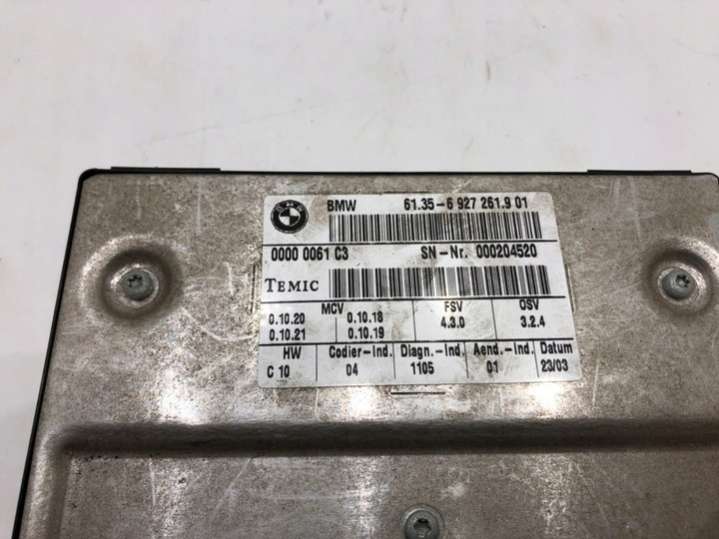 BMW 61.35-6 927 261.9 01
0000 0061 C3 SN-Nr. 000204520
TEMIC
MCV FSV OSV
0.10.20 0.10.18 4.3.0 3.2.4
0.10.21 0.10.19
HW Codier-Ind. Diagn.-Ind. Aend.-Ind. Datum
C 10 04 1105 01 23/03